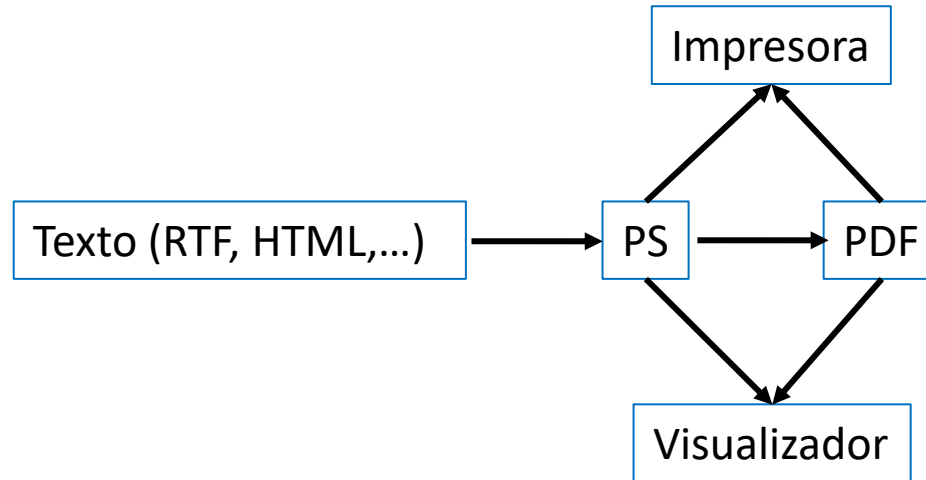 Impresora
Texto (RTF, HTML,...)
PS
PDF
Visualizador